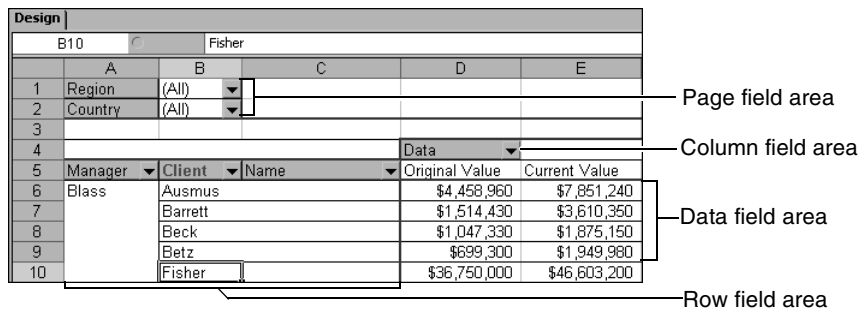 Design
B10 Fisher
A B C D E
1 Region (All)
2 Country (All)
Page field area
3
4 Data
Column field area
5 Manager Client Name Original Value Current Value
6 Blass Ausmus $4,458,960 $7,851,240
7 Barrett $1,514,430 $3,610,350
Data field area
8 Beck $1,047,330 $1,875,150
9 Betz $699,300 $1,949,980
10 Fisher $36,750,000 $46,603,200
Row field area